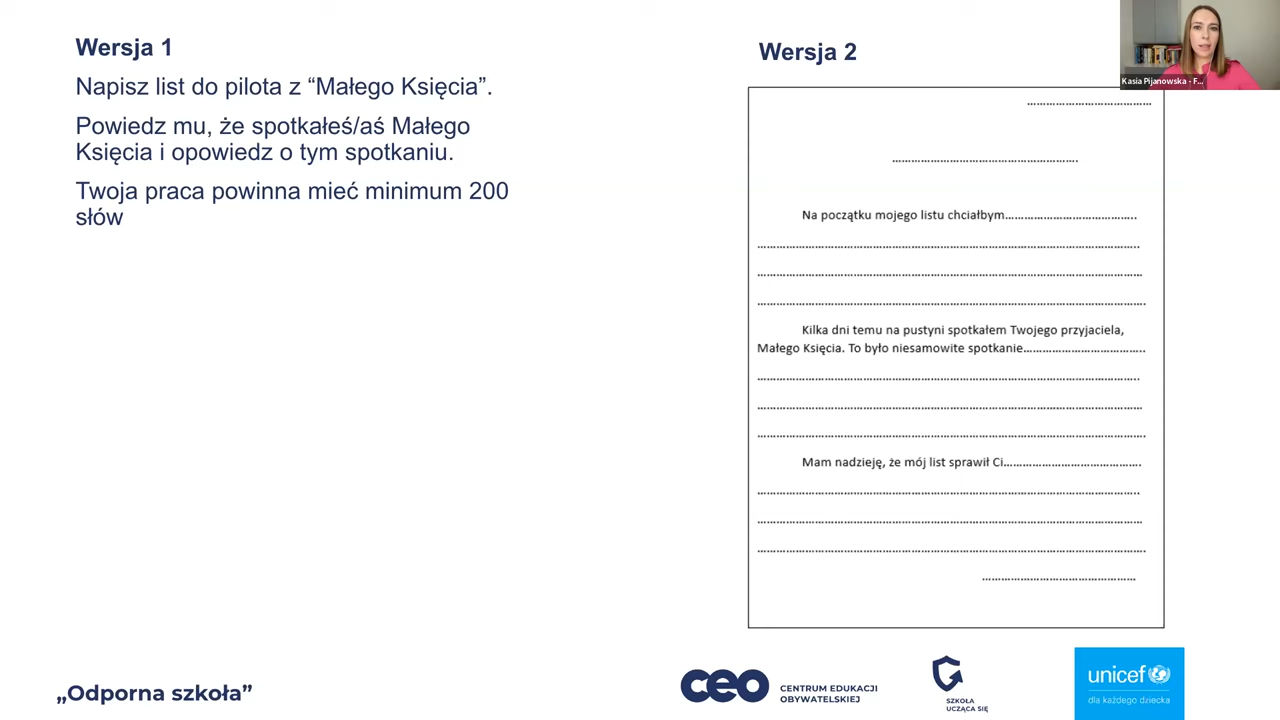 Wersja 1
Napisz list do pilota z “Małego Księcia”.
Powiedz mu, że spotkałeś/aś Małego
Księcia i opowiedz o tym spotkaniu.
Twoja praca powinna mieć minimum 200
słów
Wersja 2
Kasia Pijanowska - F...
Na początku mojego listu chciałbym……………………………………..
Kilka dni temu na pustyni spotkałem Twojego przyjaciela,
Małego Księcia. To było niesamowite spotkanie………………………………..
Mam nadzieję, że mój list sprawił Ci…………………………………….
„Odporna szkoła”
ceo
CENTRUM EDUKACJI
OBYWATELSKIEJ
SZKOŁA
UCZĄCA SIĘ
unicef
dla każdego dziecka